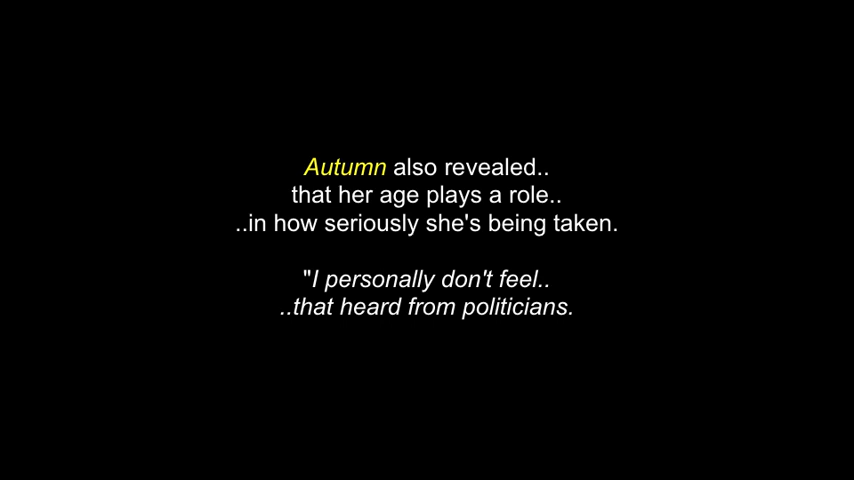 Autumn also revealed..
that her age plays a role..
..in how seriously she's being taken.
"I personally don't feel..
..that heard from politicians.